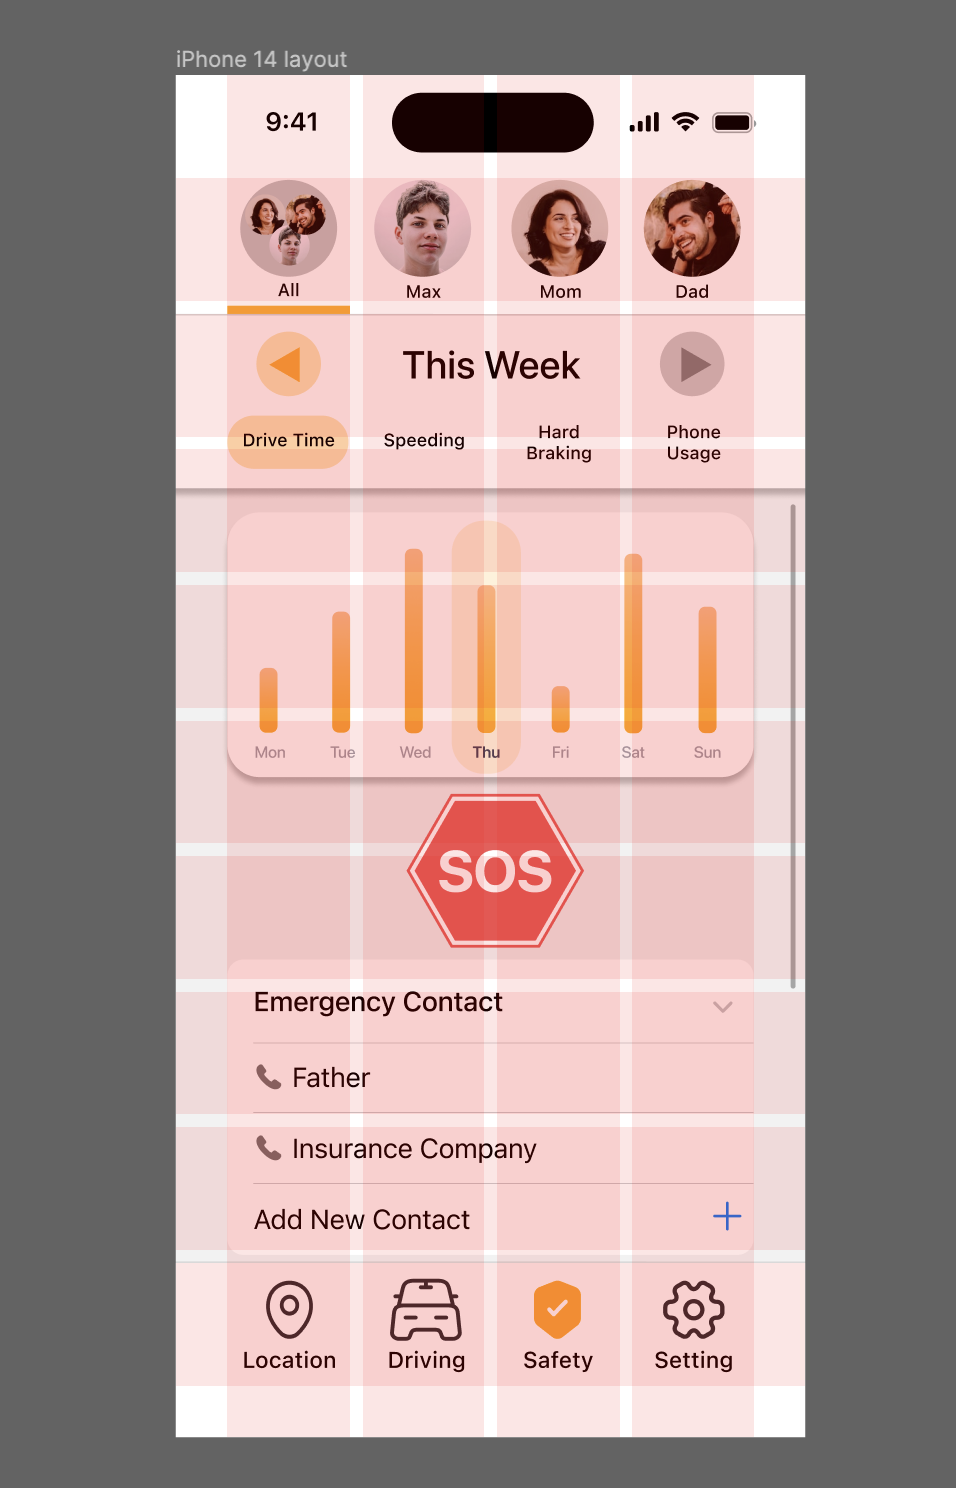 iPhone 14 layout
9:41
All
Max
Mom
Dad
This Week
Drive Time
Speeding
Hard
Braking
Phone
Usage
Mon
Tue
Wed
Thu
Fri
Sat
Sun
SOS
Emergency Contact
Father
Insurance Company
Add New Contact
Location
Driving
Safety
Setting